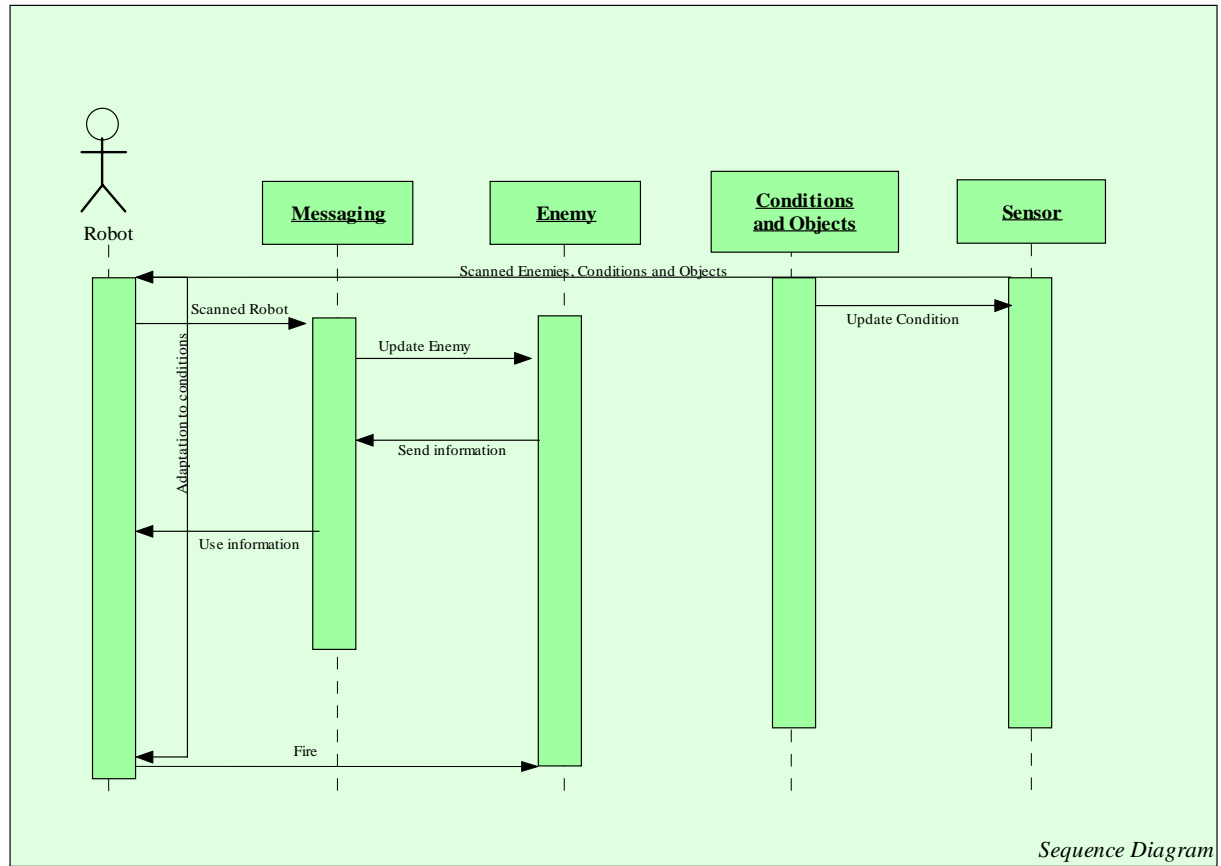 Robot
Messaging
Enemy
Conditions
and Objects
Sensor
Scanned Enemies, Conditions and Objects
Scanned Robot
Update Condition
Update Enemy
Adaptation to conditions
Send information
Use information
Fire
Sequence Diagram